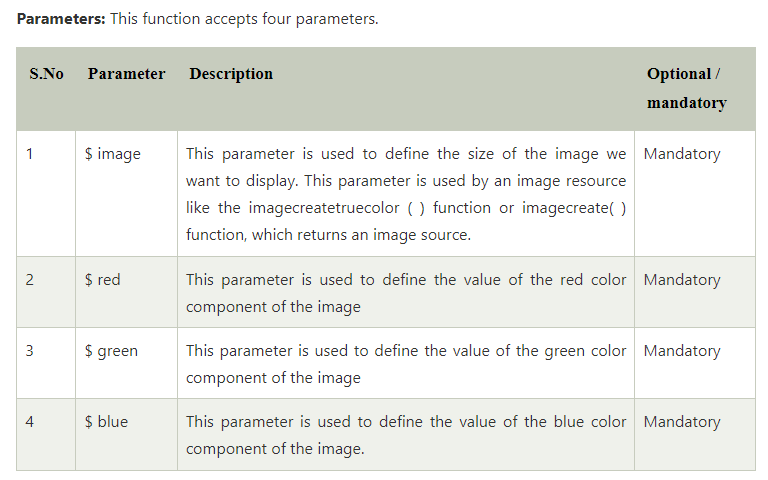 Parameters: This function accepts four parameters.
S.No Parameter Description Optional /
mandatory
1 $ image This parameter is used to define the size of the image we Mandatory
want to display. This parameter is used by an image resource
like the imagecreatetruecolor ( ) function or imagecreate( )
function, which returns an image source.
2 $ red This parameter is used to define the value of the red color Mandatory
component of the image
3 $ green This parameter is used to define the value of the green color Mandatory
component of the image
4 $ blue This parameter is used to define the value of the blue color Mandatory
component of the image.